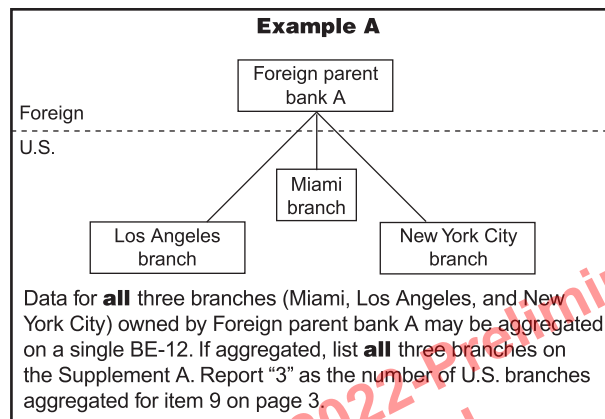 Example A
Foreign parent
bank A
Foreign
U.S.
Miami
branch
Los Angeles
branch
New York City
branch
Data for all three branches (Miami, Los Angeles, and New
York City) owned by Foreign parent bank A may be aggregated
on a single BE-12. If aggregated, list all three branches on
the Supplement A. Report “3” as the number of U.S. branches
aggregated for item 9 on page 3.